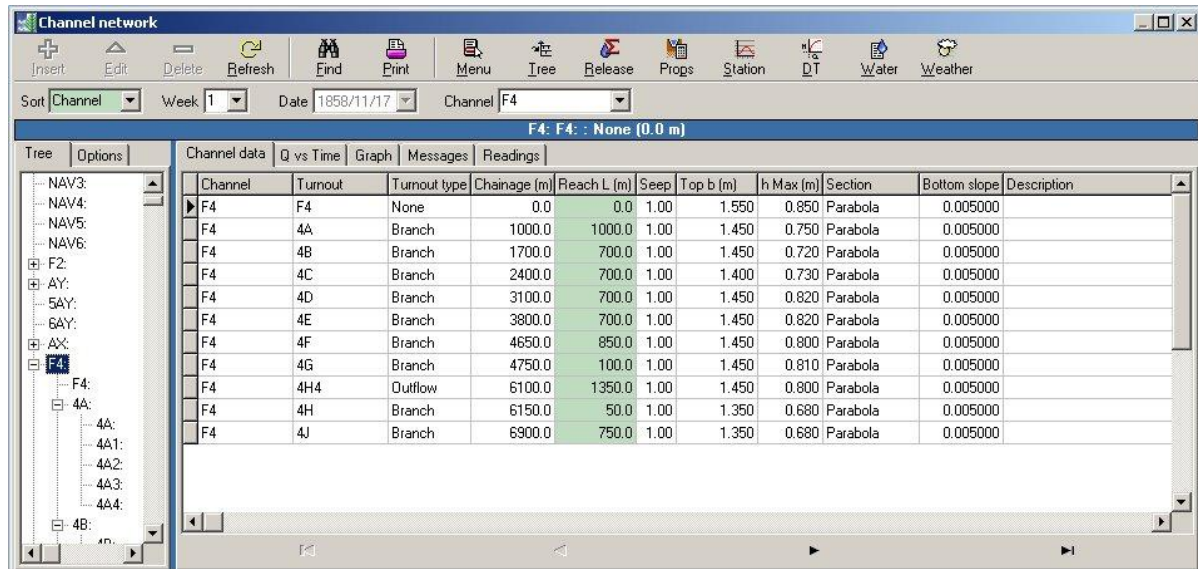 Channel network
Insert Edit Delete Refresh Find Print Menu Tree Release Props Station DT Water Weather
Sort Channel Week 1 Date 1858/11/17 Channel F4
F4: F4: : None (0.0 m)
Tree Options
Channel data Q vs Time Graph Messages Readings
NAV3:
NAV4:
NAV5:
NAV6:
F2:
AY:
5AY:
6AY:
AX:
F4:
F4:
4A:
4A:
4A1:
4A2:
4A3:
4A4:
4B:
Channel Turnout Turnout type Chainage (m) Reach L (m) Seep Top b (m) h Max (m) Section Bottom slope Description
F4 F4 None 0.0 0.0 1.00 1.550 0.850 Parabola 0.005000
F4 4A Branch 1000.0 1000.0 1.00 1.450 0.750 Parabola 0.005000
F4 4B Branch 1700.0 700.0 1.00 1.450 0.720 Parabola 0.005000
F4 4C Branch 2400.0 700.0 1.00 1.400 0.730 Parabola 0.005000
F4 4D Branch 3100.0 700.0 1.00 1.450 0.820 Parabola 0.005000
F4 4E Branch 3800.0 700.0 1.00 1.450 0.820 Parabola 0.005000
F4 4F Branch 4650.0 850.0 1.00 1.450 0.800 Parabola 0.005000
F4 4G Branch 4750.0 100.0 1.00 1.450 0.810 Parabola 0.005000
F4 4H4 Outflow 6100.0 1350.0 1.00 1.450 0.800 Parabola 0.005000
F4 4H Branch 6150.0 50.0 1.00 1.350 0.680 Parabola 0.005000
F4 4J Branch 6900.0 750.0 1.00 1.350 0.680 Parabola 0.005000